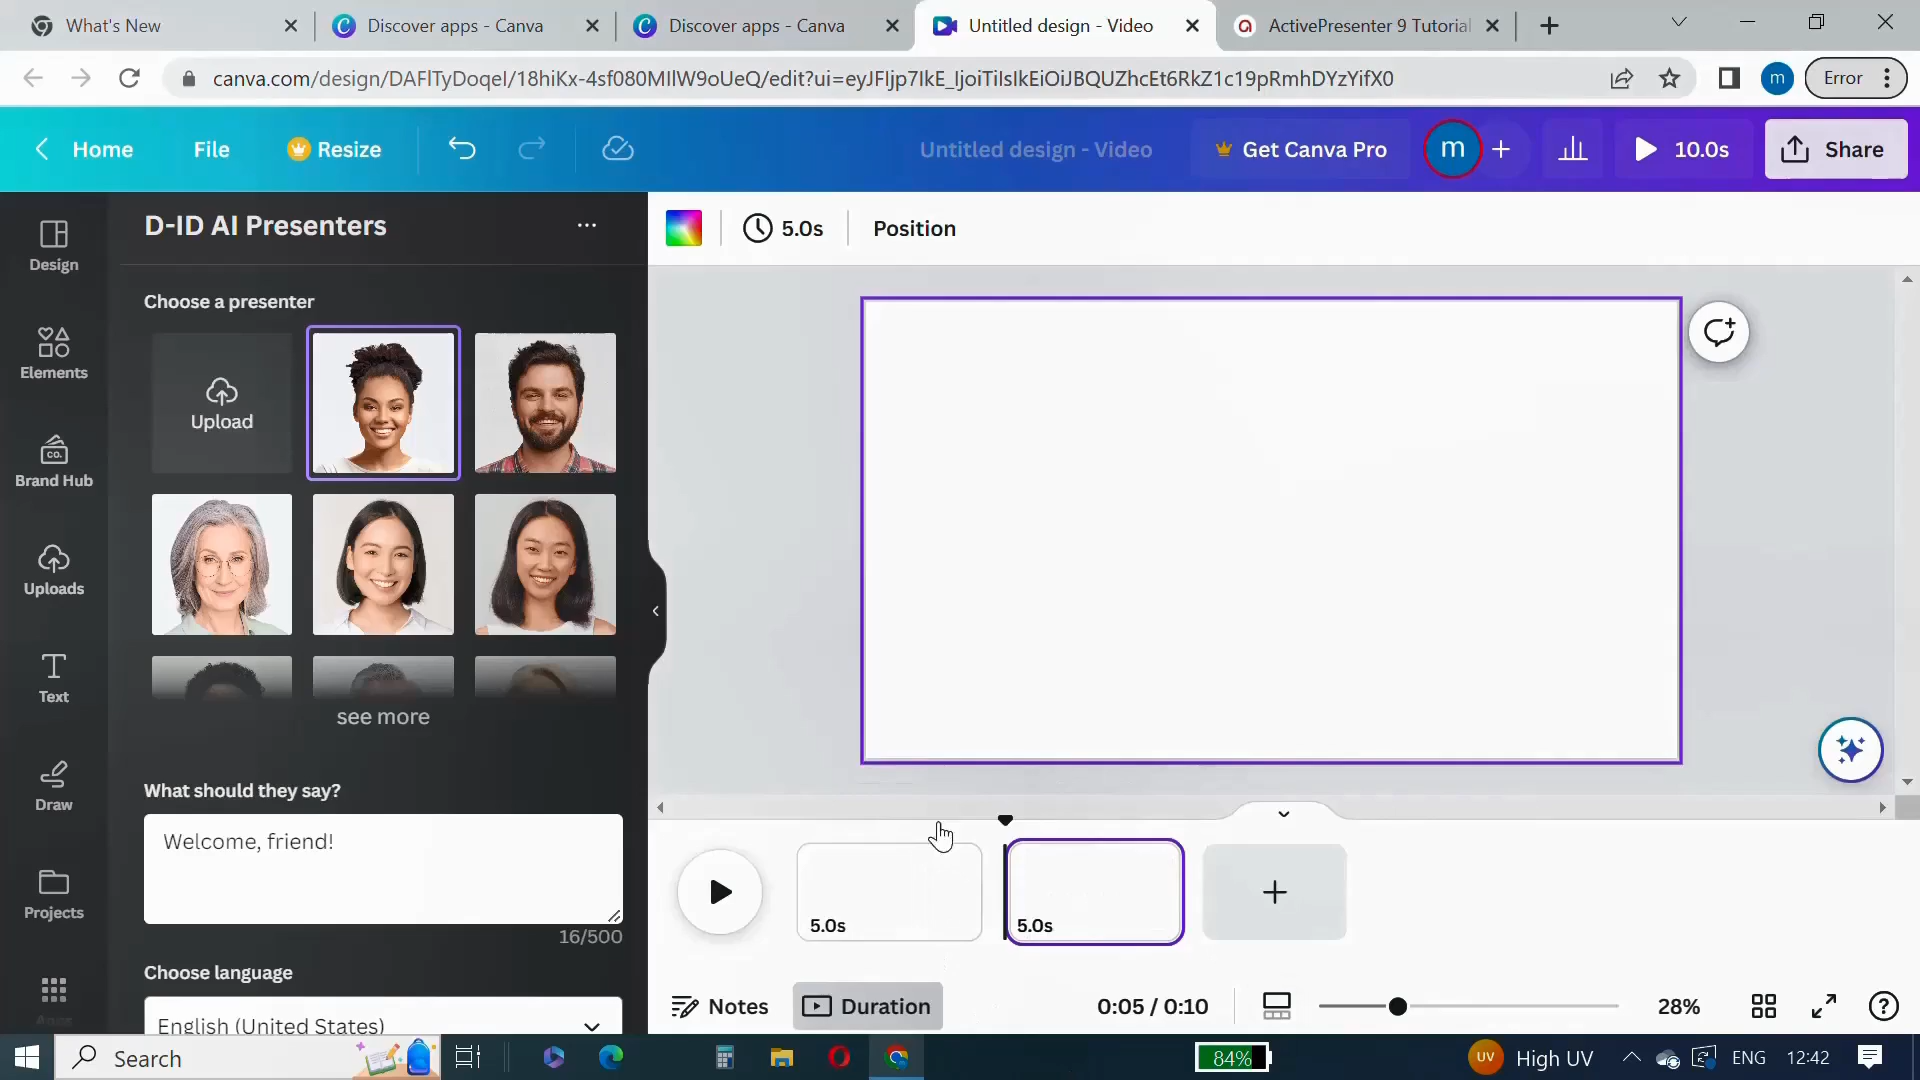 What's New
Discover apps - Canva
Discover apps - Canva
Untitled design - Video
ActivePresenter 9 Tutorial
canva.com/design/DAFlTyDoqeI/18hiKx-4sf080MIlW9oUeQ/edit?ui=eyJFIjp7IkE_IjoiTiIsIkEiOiJBQUZhcEt6RkZ1c19pRmhDYzYifX0
m
Error
Home
File
Resize
Untitled design - Video
Get Canva Pro
m
10.0s
Share
Design
Elements
CO.
Brand Hub
Uploads
Text
Draw
Projects
Apps
D-ID AI Presenters
Choose a presenter
Upload
see more
What should they say?
Welcome, friend!
16/500
Choose language
English (United States)
5.0s
Position
5.0s
5.0s
Notes
Duration
0:05 / 0:10
28%
Search
84%
UV
High UV
ENG
12:42